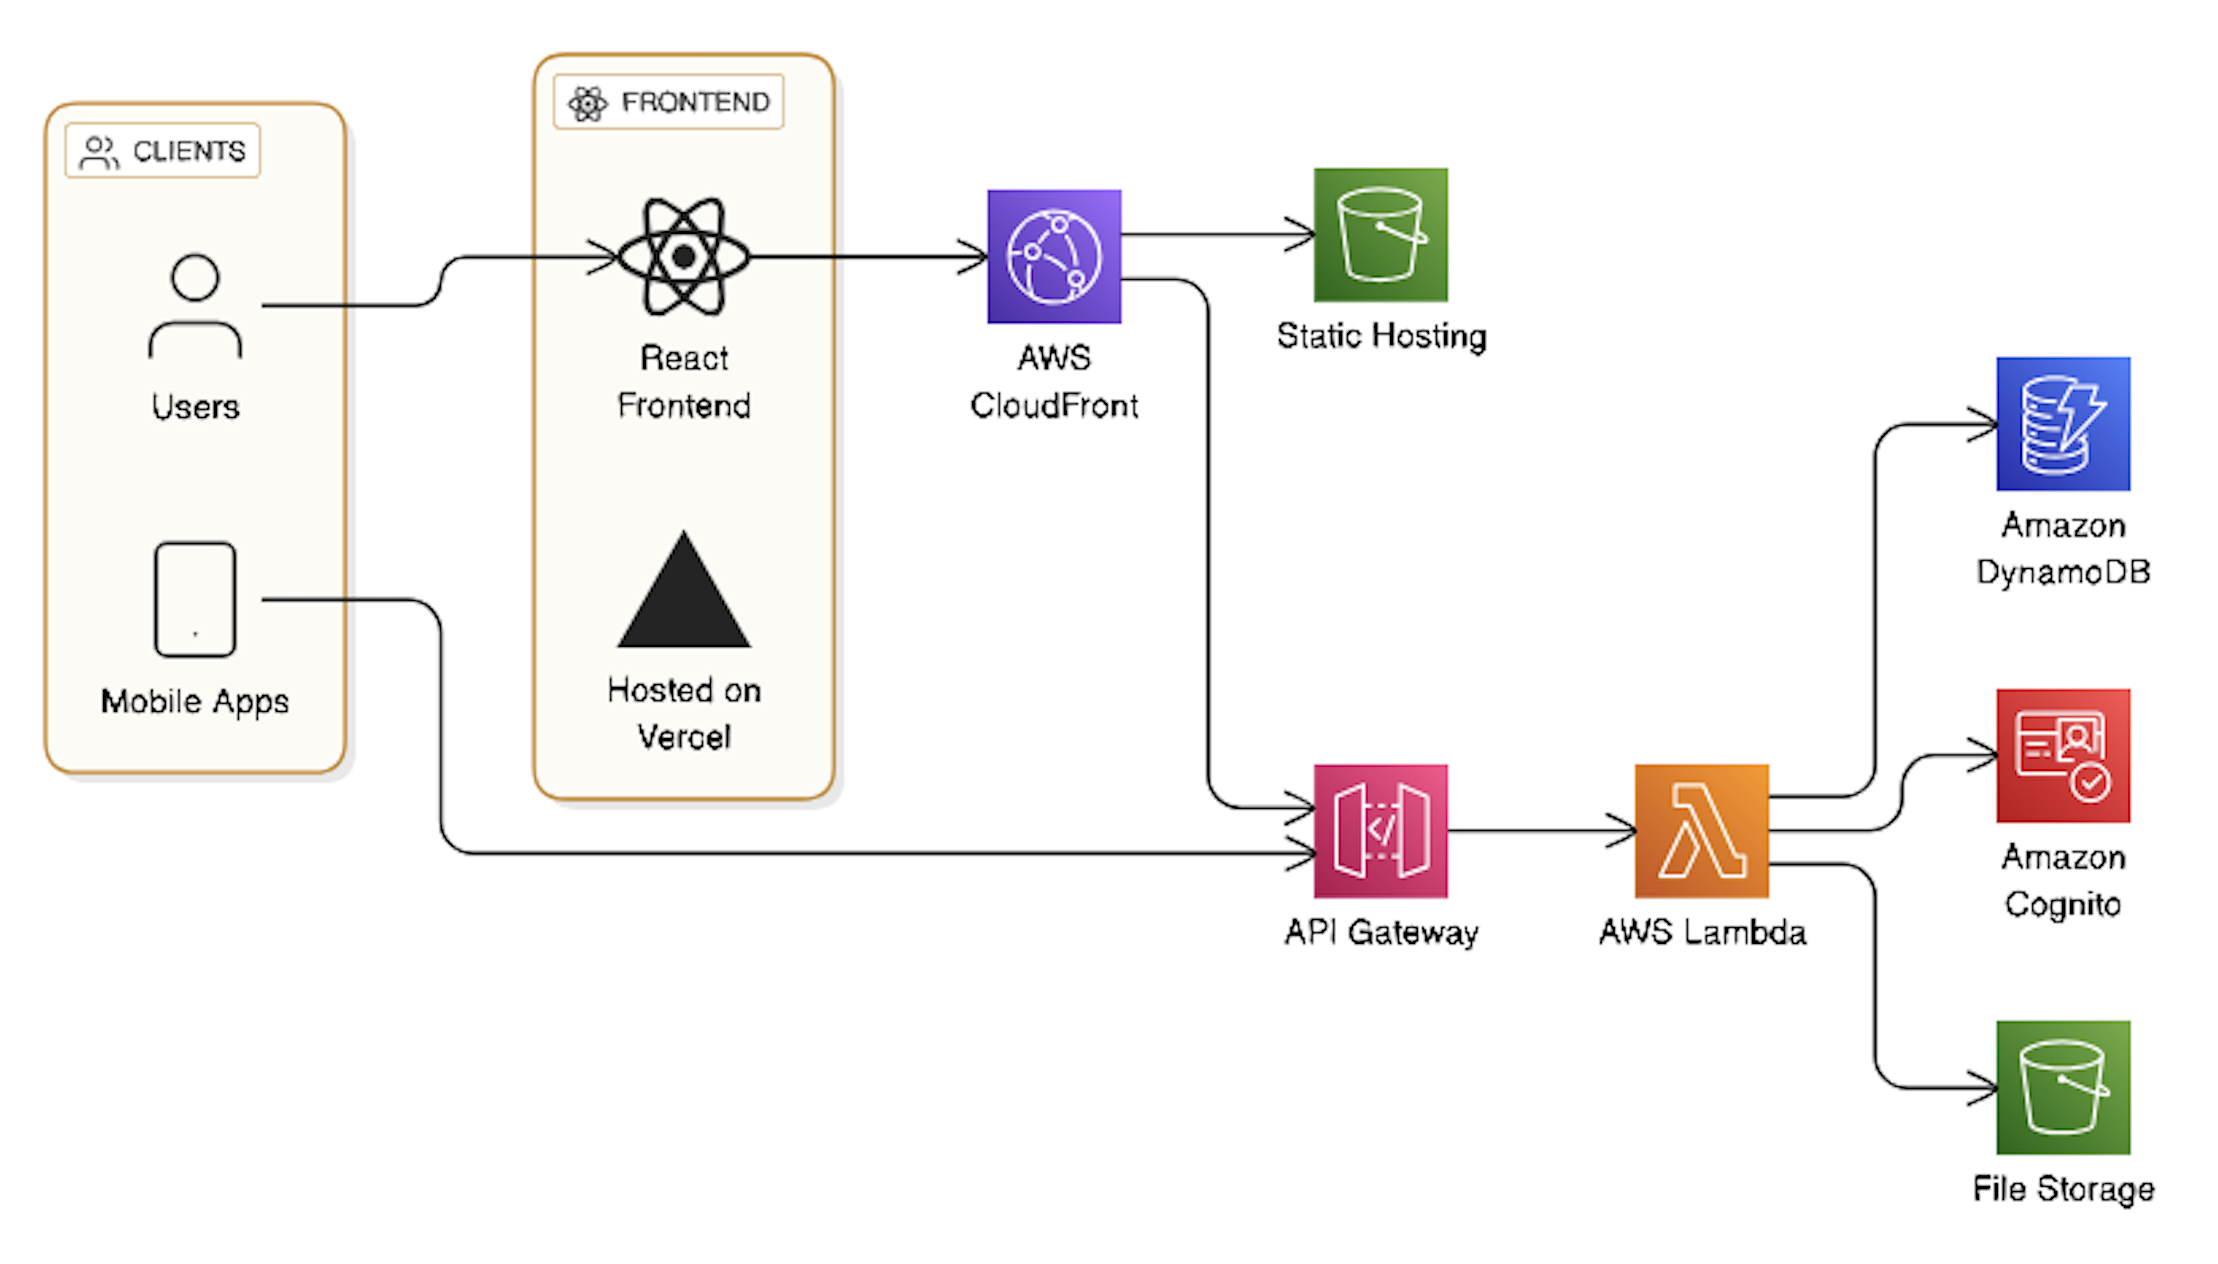 CLIENTS
Users
Mobile Apps
FRONTEND
React
Frontend
Hosted on
Vercel
AWS
CloudFront
Static Hosting
</>
API Gateway
AWS Lambda
Amazon
DynamoDB
Amazon
Cognito
File Storage